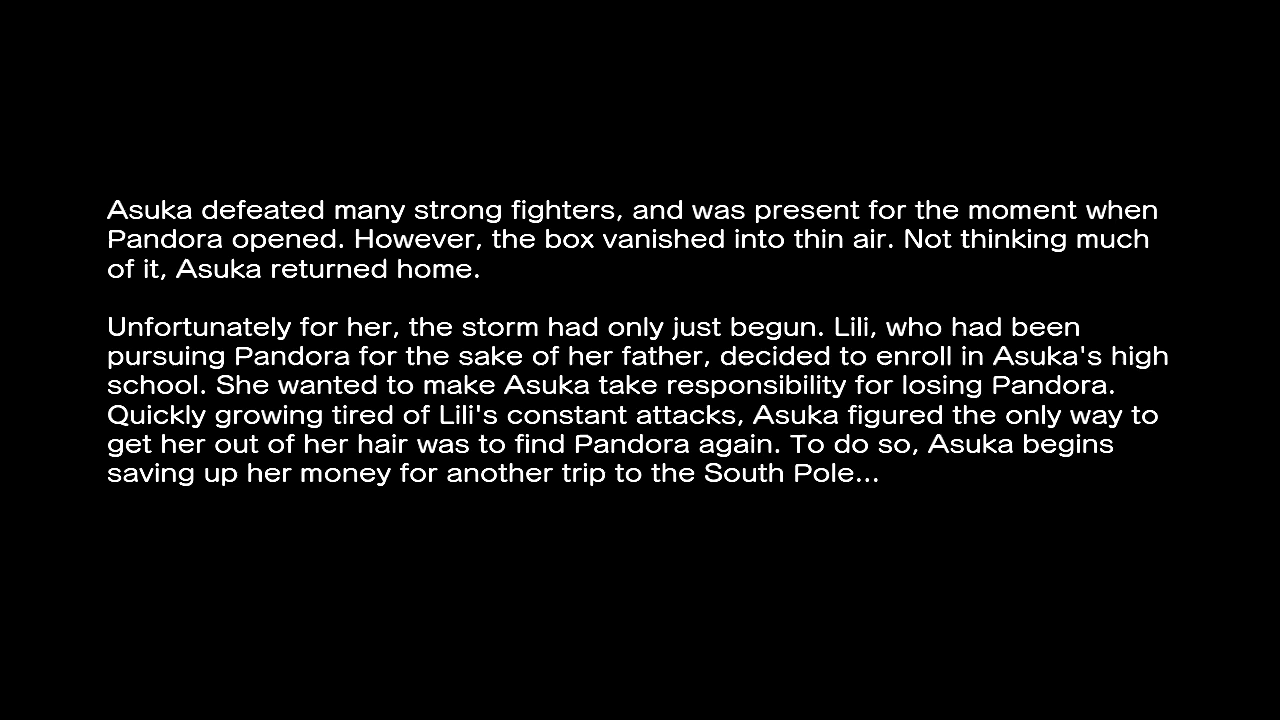 Asuka defeated many strong fighters, and was present for the moment when
Pandora opened. However, the box vanished into thin air. Not thinking much
of it, Asuka returned home.
Unfortunately for her, the storm had only just begun. Lili, who had been
pursuing Pandora for the sake of her father, decided to enroll in Asuka's high
school. She wanted to make Asuka take responsibility for losing Pandora.
Quickly growing tired of Lili's constant attacks, Asuka figured the only way to
get her out of her hair was to find Pandora again. To do so, Asuka begins
saving up her money for another trip to the South Pole...